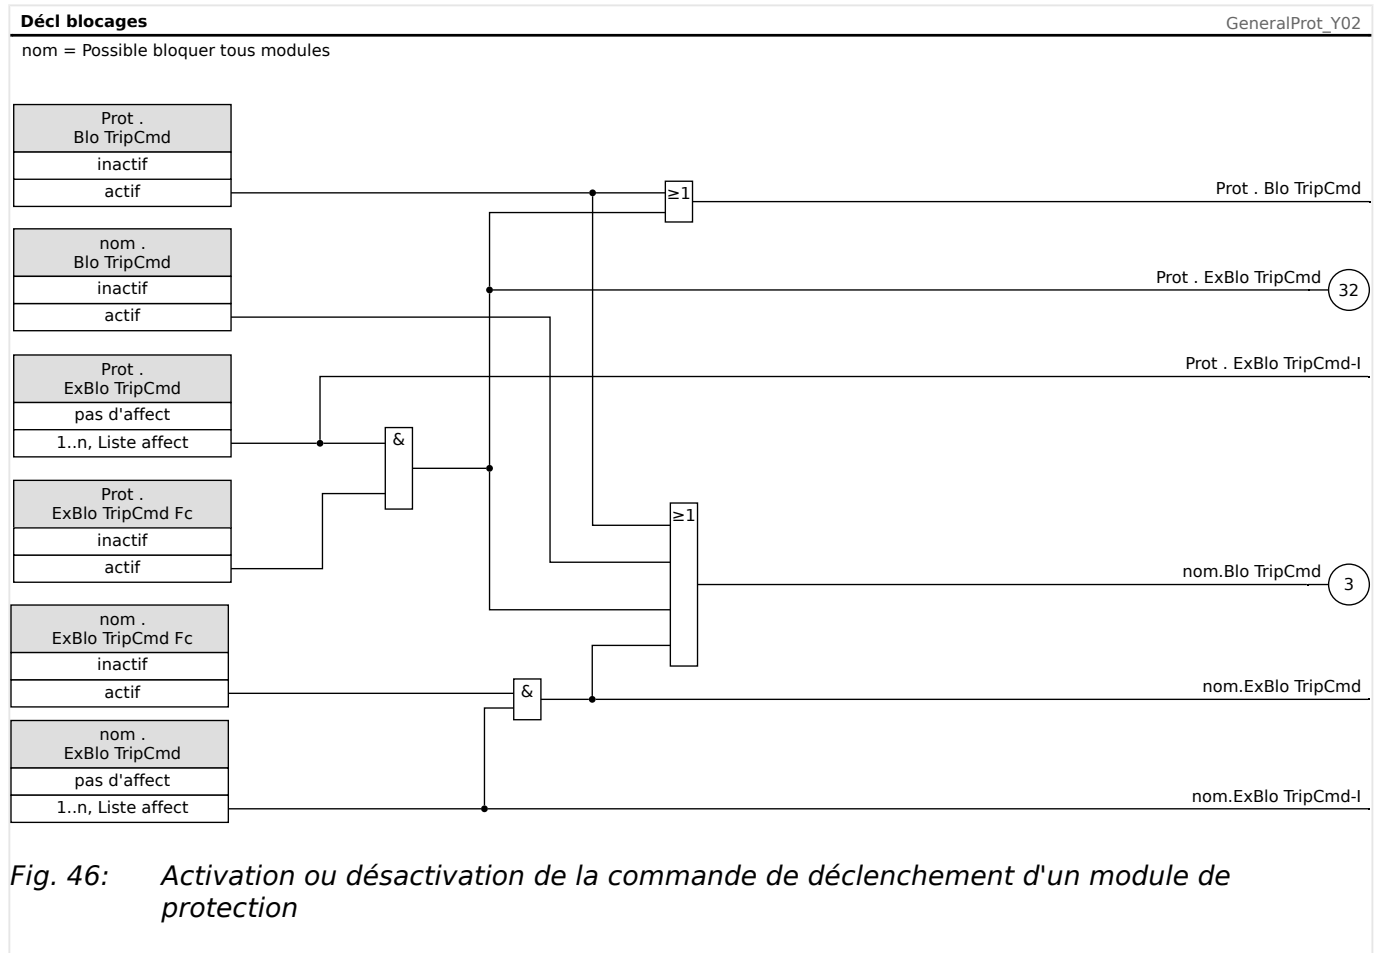 Décl blocages
GeneralProt_Y02
nom = Possible bloquer tous modules
Prot .
Blo TripCmd
inactif
actif
≥1
Prot . Blo TripCmd
nom .
Blo TripCmd
inactif
actif
Prot . ExBlo TripCmd
32
Prot .
ExBlo TripCmd
pas d'affect
1..n, Liste affect
Prot . ExBlo TripCmd-I
&
Prot .
ExBlo TripCmd Fc
inactif
actif
≥1
nom.Blo TripCmd
3
nom .
ExBlo TripCmd Fc
inactif
actif
&
nom.ExBlo TripCmd
nom .
ExBlo TripCmd
pas d'affect
1..n, Liste affect
nom.ExBlo TripCmd-I
Fig. 46: Activation ou désactivation de la commande de déclenchement d'un module de
protection